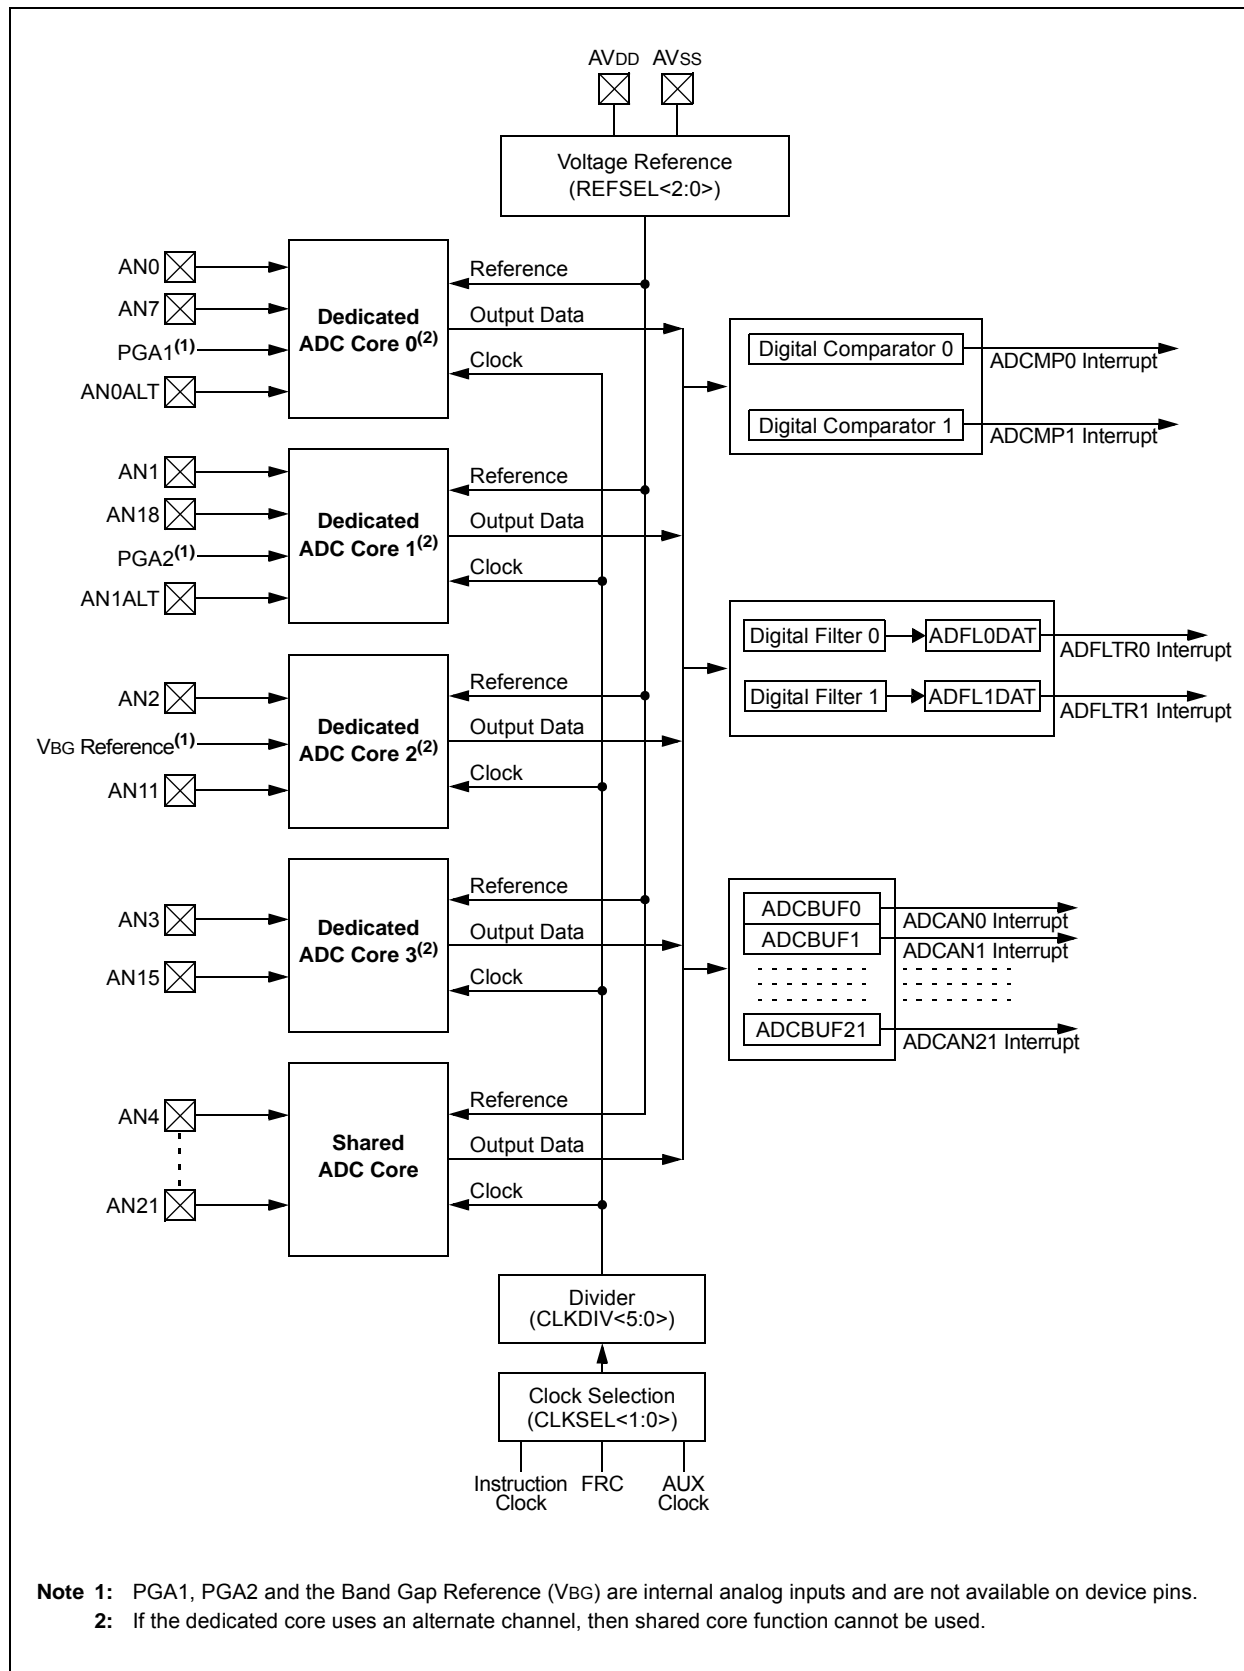 AVDD AVSS
Voltage Reference
(REFSEL<2:0>)
AN0
AN7
PGA1(1)
AN0ALT
Dedicated
ADC Core 0(2)
Reference
Output Data
Clock
Digital Comparator 0
ADCMP0 Interrupt
Digital Comparator 1
ADCMP1 Interrupt
AN1
AN18
PGA2(1)
AN1ALT
Dedicated
ADC Core 1(2)
Reference
Output Data
Clock
Digital Filter 0
ADFL0DAT
ADFLTR0 Interrupt
Digital Filter 1
ADFL1DAT
ADFLTR1 Interrupt
AN2
VBG Reference(1)
AN11
Dedicated
ADC Core 2(2)
Reference
Output Data
Clock
AN3
AN15
Dedicated
ADC Core 3(2)
Reference
Output Data
Clock
ADCBUF0
ADCAN0 Interrupt
ADCBUF1
ADCAN1 Interrupt
ADCBUF21
ADCAN21 Interrupt
AN4
AN21
Shared
ADC Core
Reference
Output Data
Clock
Divider
(CLKDIV<5:0>)
Clock Selection
(CLKSEL<1:0>)
Instruction
Clock
FRC
AUX
Clock
Note 1: PGA1, PGA2 and the Band Gap Reference (VBG) are internal analog inputs and are not available on device pins.
2: If the dedicated core uses an alternate channel, then shared core function cannot be used.